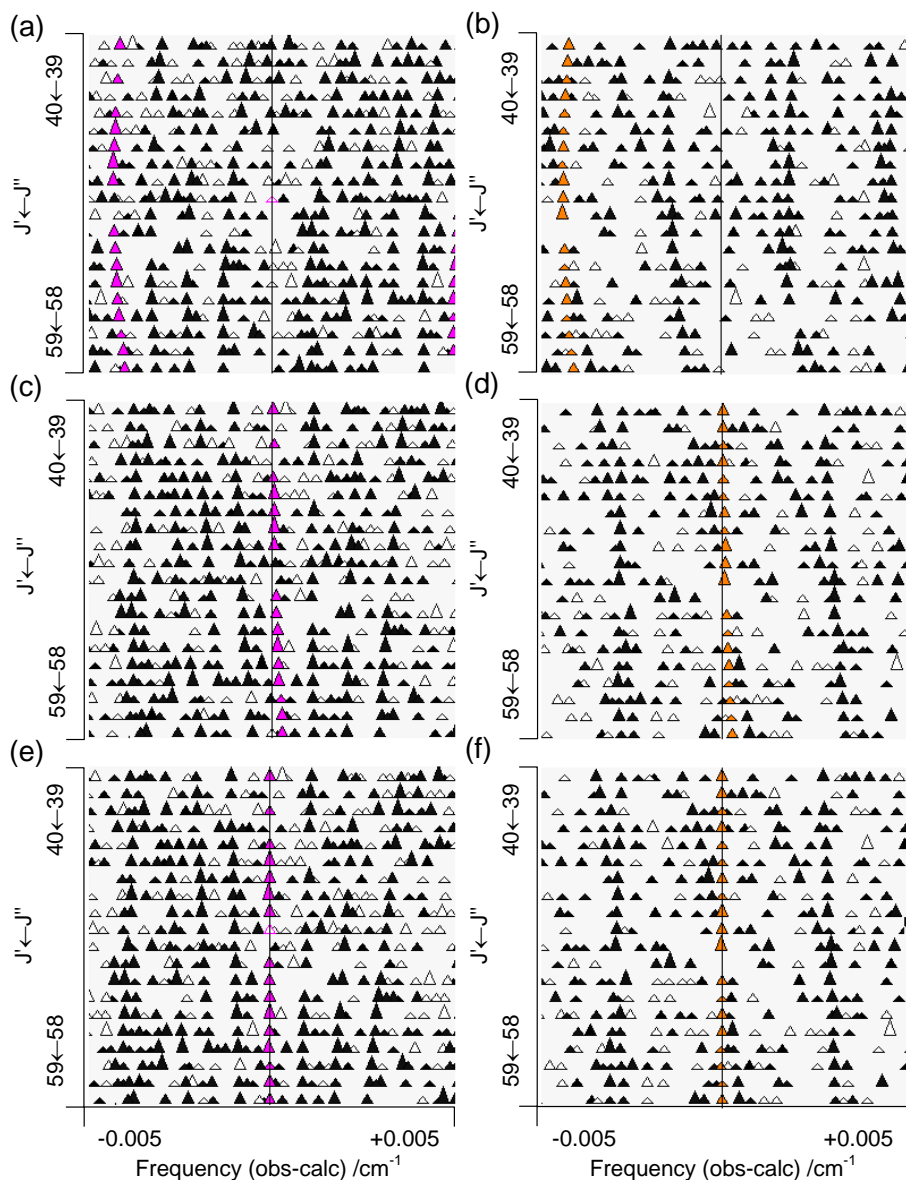 (a)
(b)
40←39
J'←J"
59←58
40←39
J'←J"
59←58
(c)
(d)
40←39
J'←J"
59←58
40←39
J'←J"
59←58
(e)
(f)
40←39
J'←J"
59←58
40←39
J'←J"
59←58
-0.005 +0.005
-0.005 +0.005
Frequency (obs-calc) /cm⁻¹
Frequency (obs-calc) /cm⁻¹